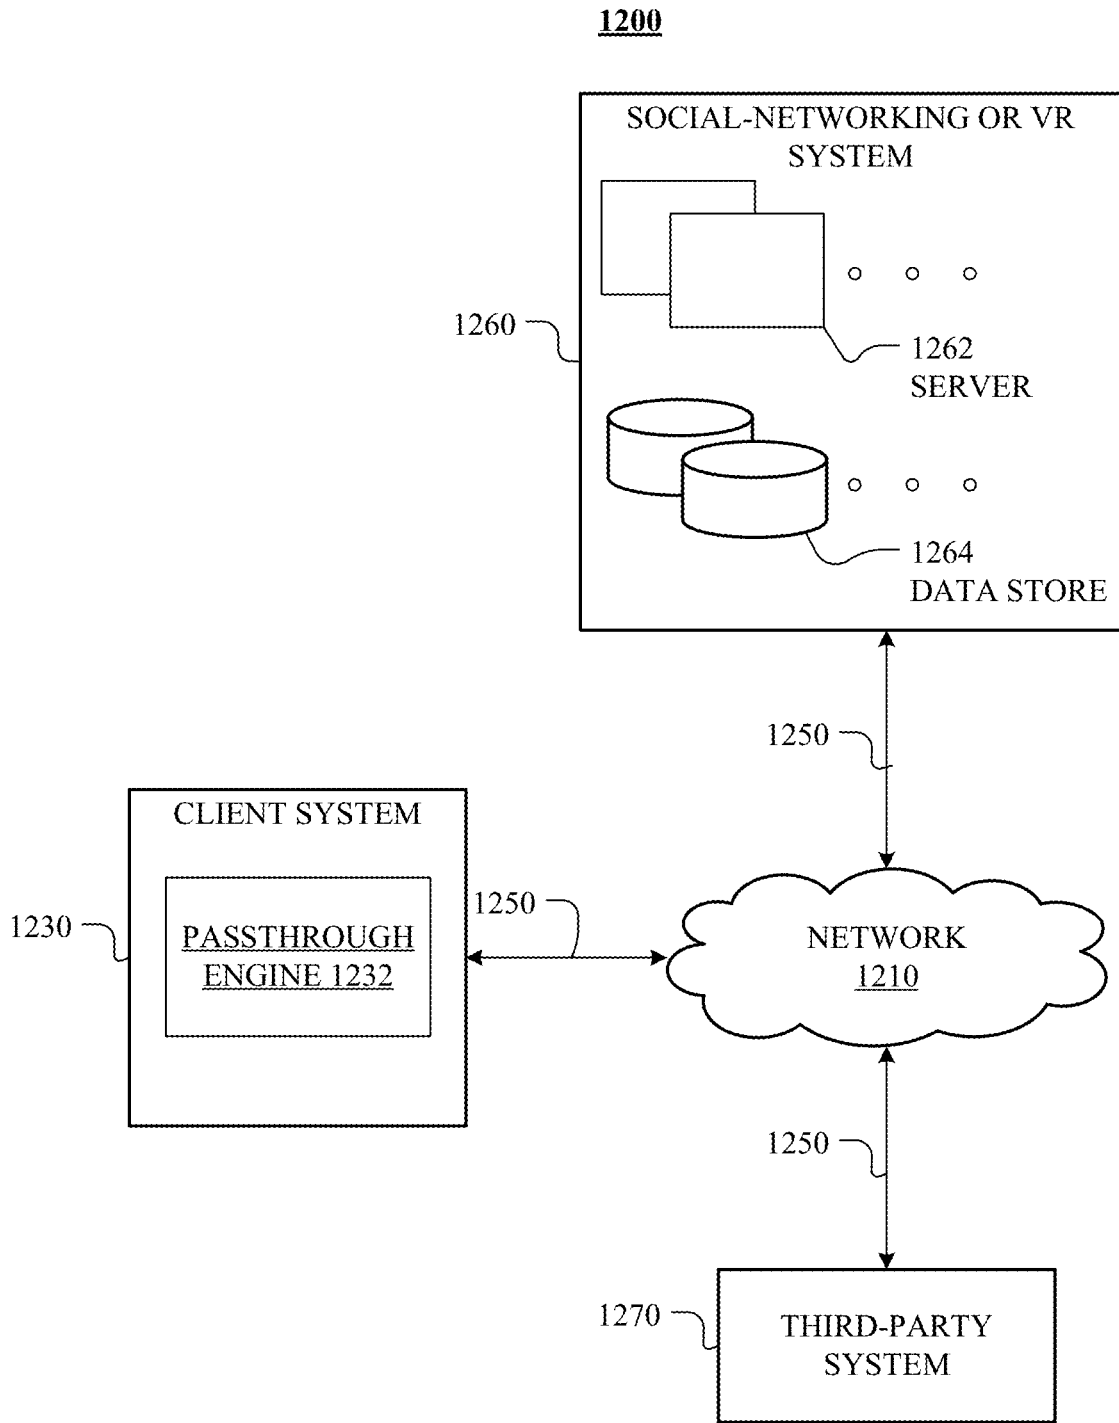 1200
SOCIAL-NETWORKING OR VR
SYSTEM
1260
1262
SERVER
1264
DATA STORE
1250
CLIENT SYSTEM
1230
PASSTHROUGH
ENGINE 1232
1250
NETWORK
1210
1250
1270
THIRD-PARTY
SYSTEM